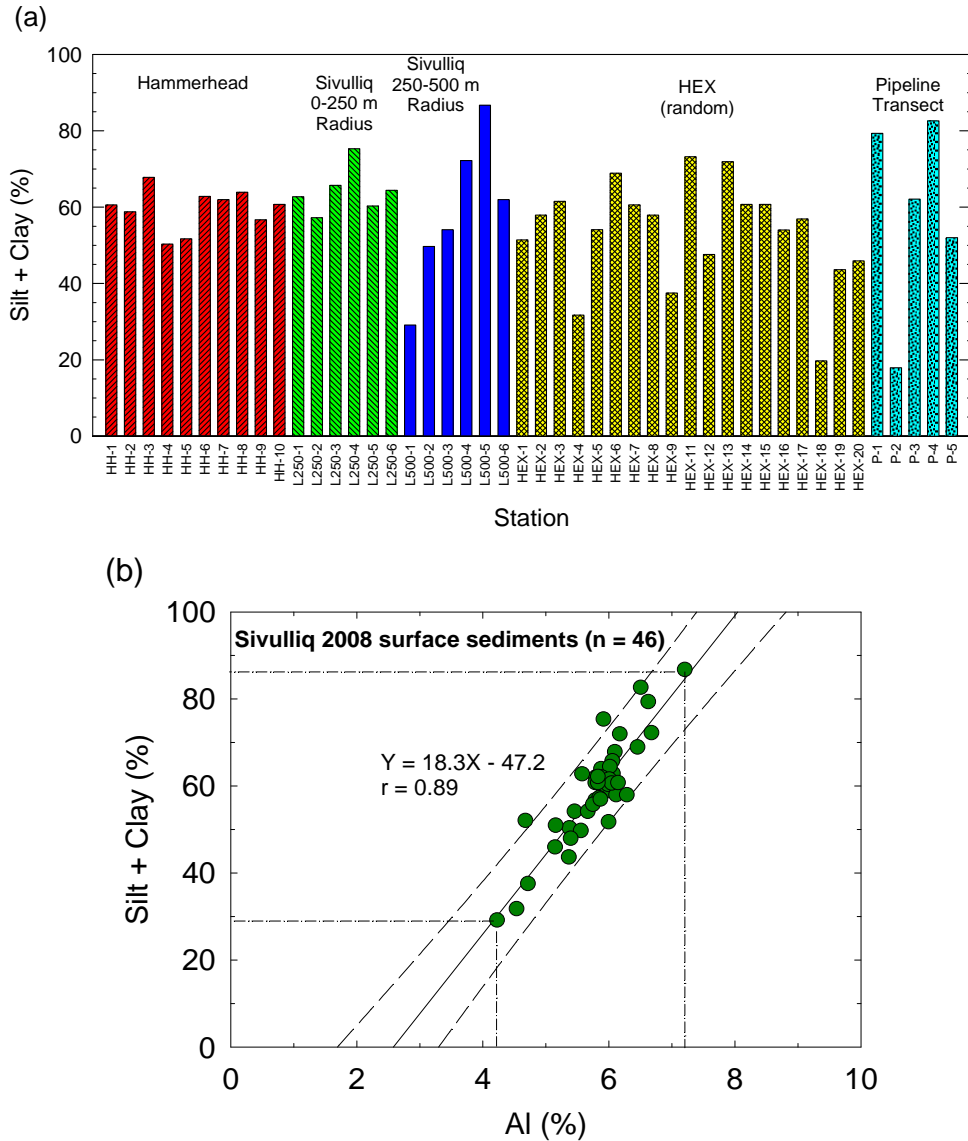 (a)
100
80
60
40
20
0
Silt + Clay (%)
Hammerhead
Sivulliq
0-250 m
Radius
Sivulliq
250-500 m
Radius
HEX
(random)
Pipeline
Transect
HH-1
HH-2
HH-3
HH-4
HH-5
HH-6
HH-7
HH-8
HH-9
HH-10
L250-1
L250-2
L250-3
L250-4
L250-5
L250-6
L500-1
L500-2
L500-3
L500-4
L500-5
L500-6
HEX-1
HEX-2
HEX-3
HEX-4
HEX-5
HEX-6
HEX-7
HEX-8
HEX-9
HEX-11
HEX-12
HEX-13
HEX-14
HEX-15
HEX-16
HEX-17
HEX-18
HEX-19
HEX-20
P-1
P-2
P-3
P-4
P-5
Station
(b)
100
80
60
40
20
0
Silt + Clay (%)
Sivulliq 2008 surface sediments (n = 46)
Y = 18.3X - 47.2
r = 0.89
0 2 4 6 8 10
Al (%)